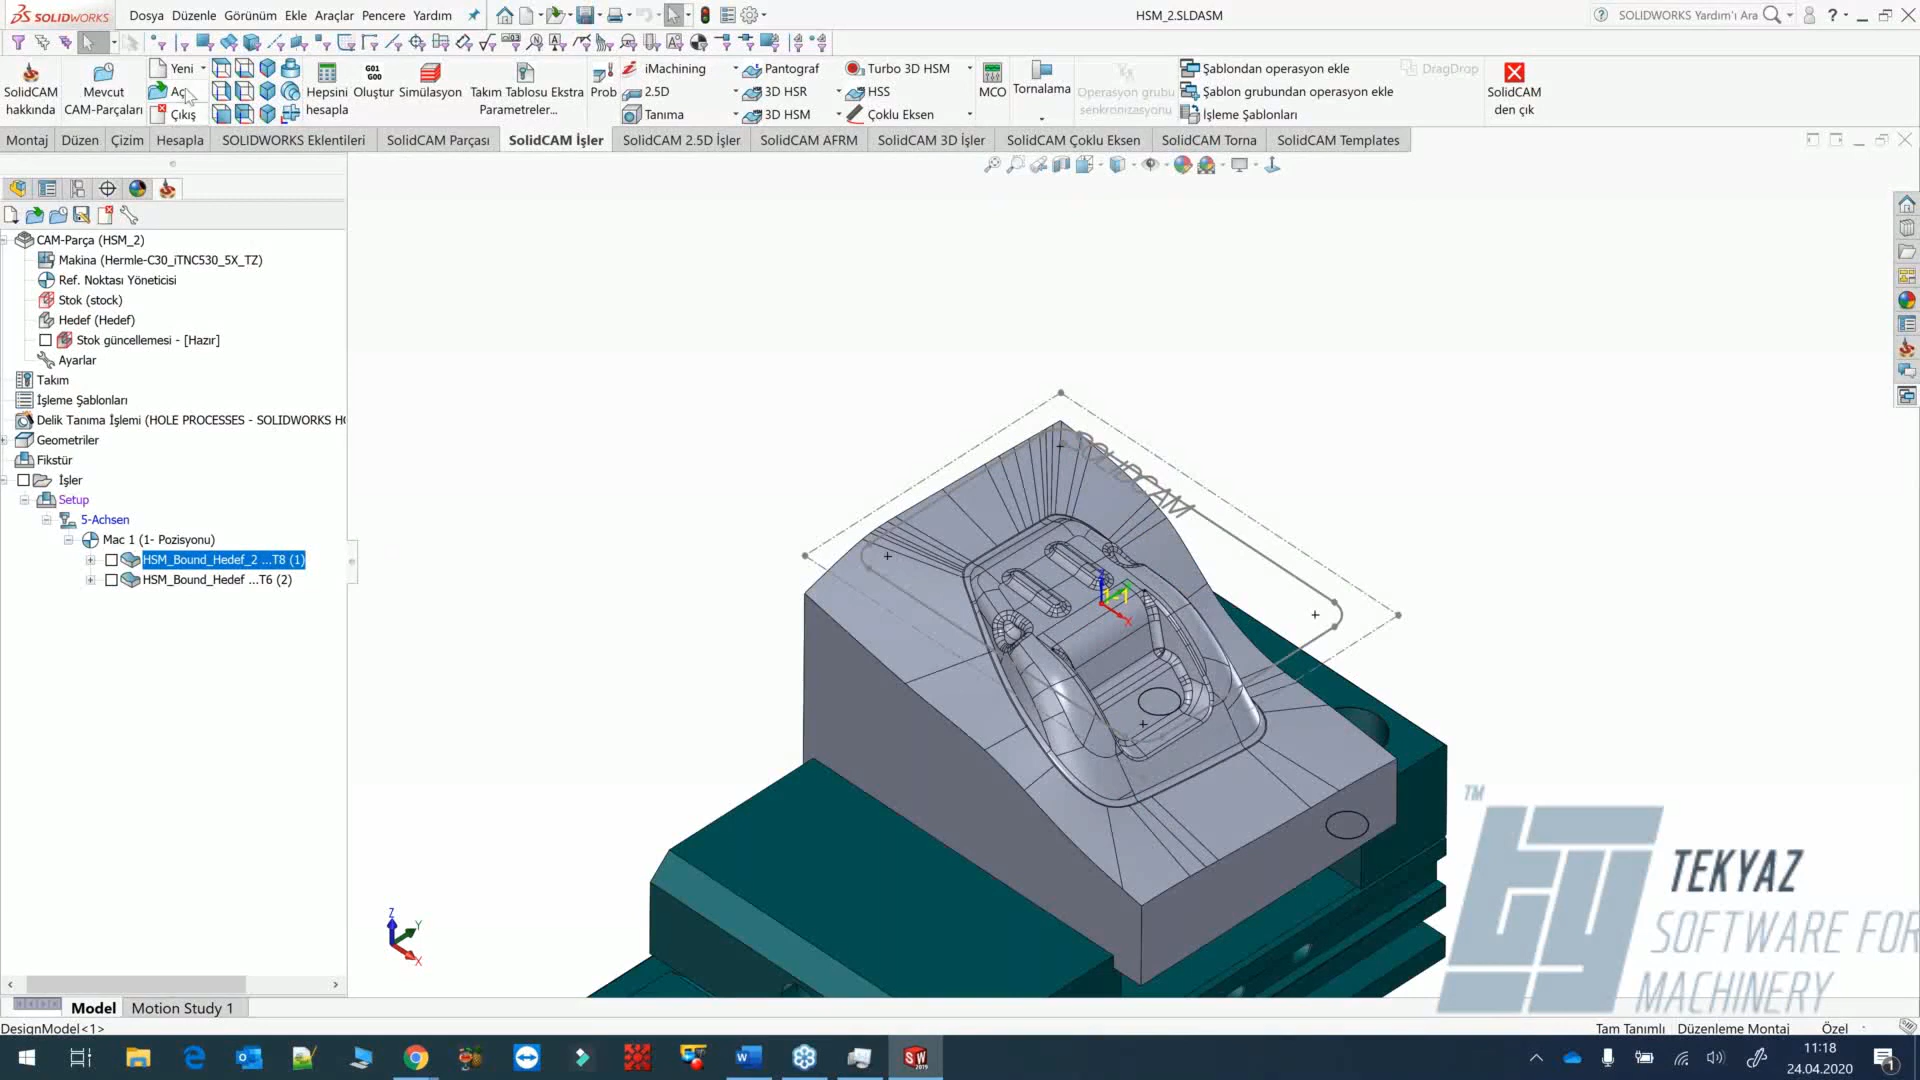 SOLIDWORKS
Dosya Düzenle Görünüm Ekle Araçlar Pencere Yardım
HSM_2.SLDASM
SOLIDWORKS Yardım'ı Ara
SolidCAM hakkında
Mevcut CAM-Parçaları
Yeni
Aç
Çıkış
Hepsini hesapla
G01 G00
Oluştur
Simülasyon
Takım Tablosu Ekstra Parametreler...
Prob
iMachining
2.5D
Tanıma
Pantograf
3D HSR
3D HSM
Turbo 3D HSM
HSS
Çoklu Eksen
MCO
Tornalama
Operasyon grubu senkronizasyonu
Şablondan operasyon ekle
Şablon grubundan operasyon ekle
İşleme Şablonları
DragDrop
SolidCAM den çık
Montaj Düzen Çizim Hesapla SOLIDWORKS Eklentileri SolidCAM Parçası SolidCAM İşler SolidCAM 2.5D İşler SolidCAM AFRM SolidCAM 3D İşler SolidCAM Çoklu Eksen SolidCAM Torna SolidCAM Templates
CAM-Parça (HSM_2)
Makina (Hermle-C30_iTNC530_5X_TZ)
Ref. Noktası Yöneticisi
Stok (stock)
Hedef (Hedef)
Stok güncellemesi - [Hazır]
Ayarlar
Takım
İşleme Şablonları
Delik Tanıma İşlemi (HOLE PROCESSES - SOLIDWORKS H
Geometriler
Fikstür
İşler
Setup
5-Achsen
Mac 1 (1- Pozisyonu)
HSM_Bound_Hedef_2 ...T8 (1)
HSM_Bound_Hedef ...T6 (2)
SOLIDCAM
Z
1-1
X
Z
Y
X
TM
TEKYAZ
SOFTWARE FOR
MACHINERY
Model Motion Study 1
DesignModel<1>
Tam Tanımlı Düzenleme Montaj Özel
11:18
24.04.2020
1